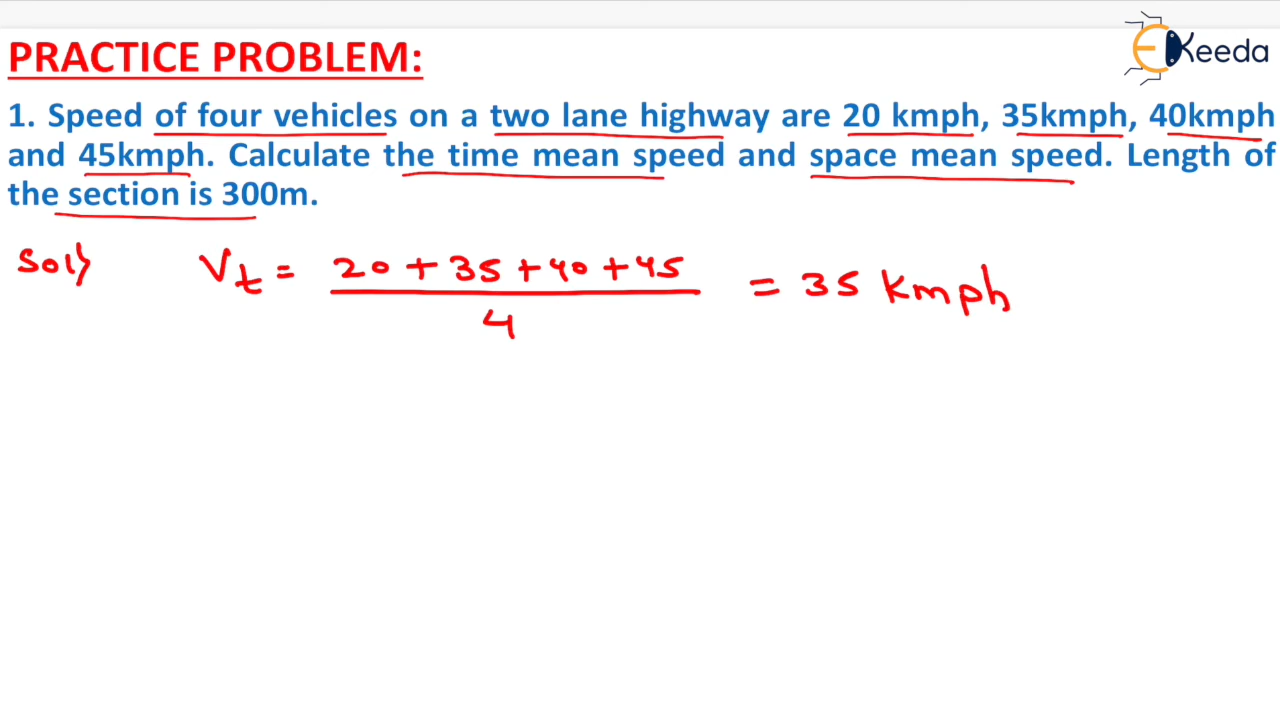 EKeeda
PRACTICE PROBLEM:
1. Speed of four vehicles on a two lane highway are 20 kmph, 35kmph, 40kmph
and 45kmph. Calculate the time mean speed and space mean speed. Length of
the section is 300m.
Sol) Vt = 20 + 35 + 40 + 45 = 35 kmph
4